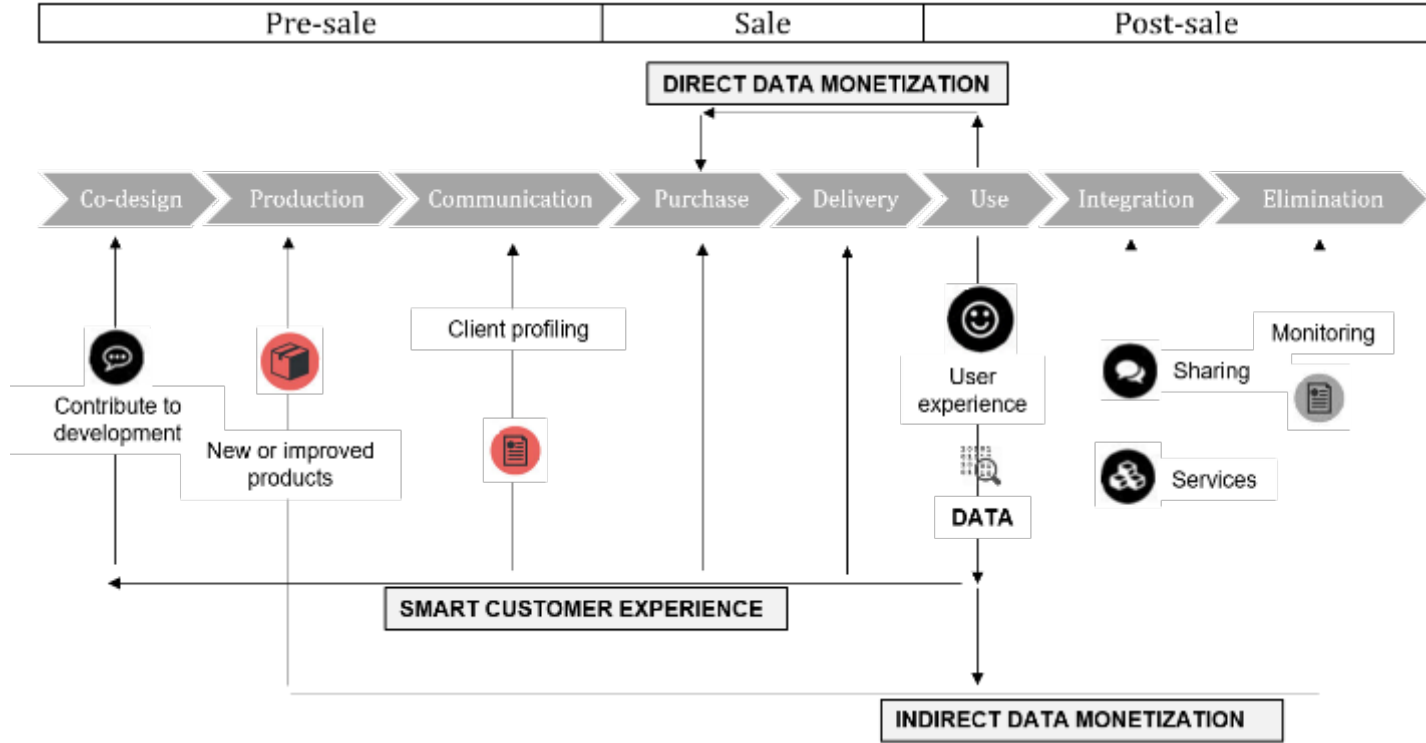 Pre-sale
Sale
Post-sale
DIRECT DATA MONETIZATION
Co-design
Production
Communication
Purchase
Delivery
Use
Integration
Elimination
Client profiling
Monitoring
User
experience
Sharing
Contribute to
development
New or improved
products
Services
DATA
SMART CUSTOMER EXPERIENCE
INDIRECT DATA MONETIZATION